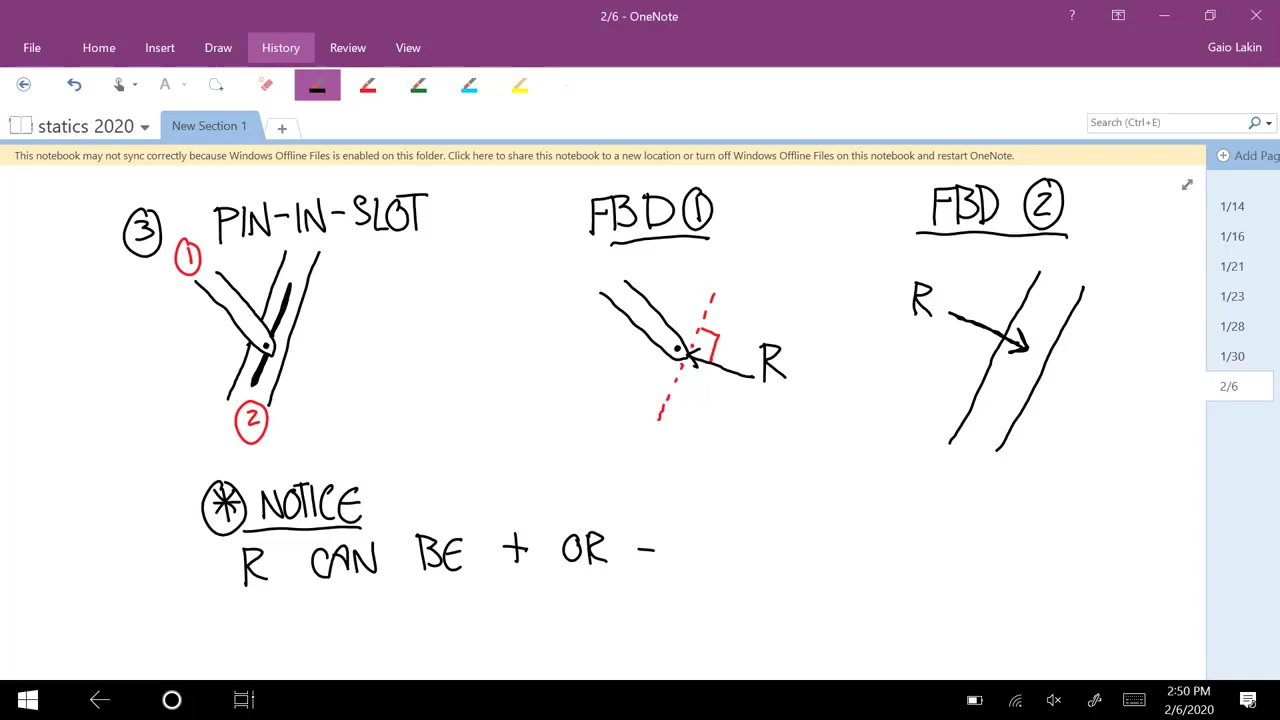 2/6 - OneNote
?
File Home Insert Draw History Review View
Gaio Lakin
A
statics 2020
New Section 1
+
Search (Ctrl+E)
This notebook may not sync correctly because Windows Offline Files is enabled on this folder. Click here to share this notebook to a new location or turn off Windows Offline Files on this notebook and restart OneNote.
Add Pag
1/14
1/16
1/21
1/23
1/28
1/30
2/6
3 PIN-IN-SLOT
1
2
FBD 1
R
FBD 2
R
* NOTICE
R CAN BE + OR -
2:50 PM
2/6/2020